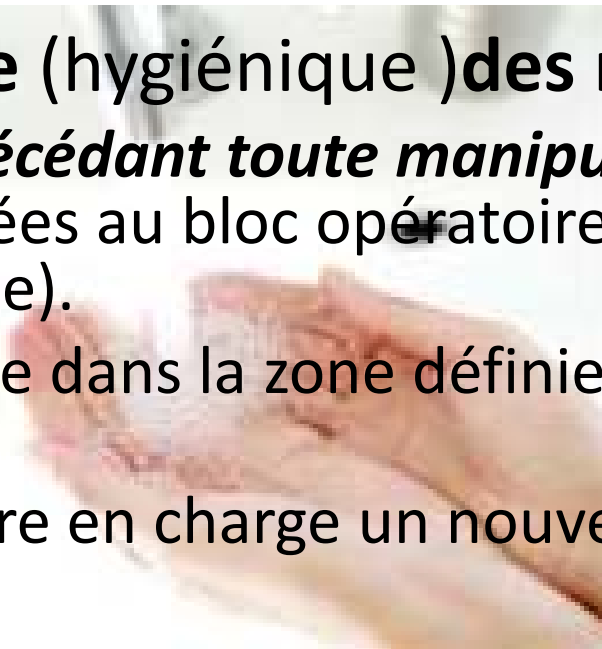 e (hygiénique )des
écédant toute manipu
ées au bloc opératoire
e).
e dans la zone définie
re en charge un nouve